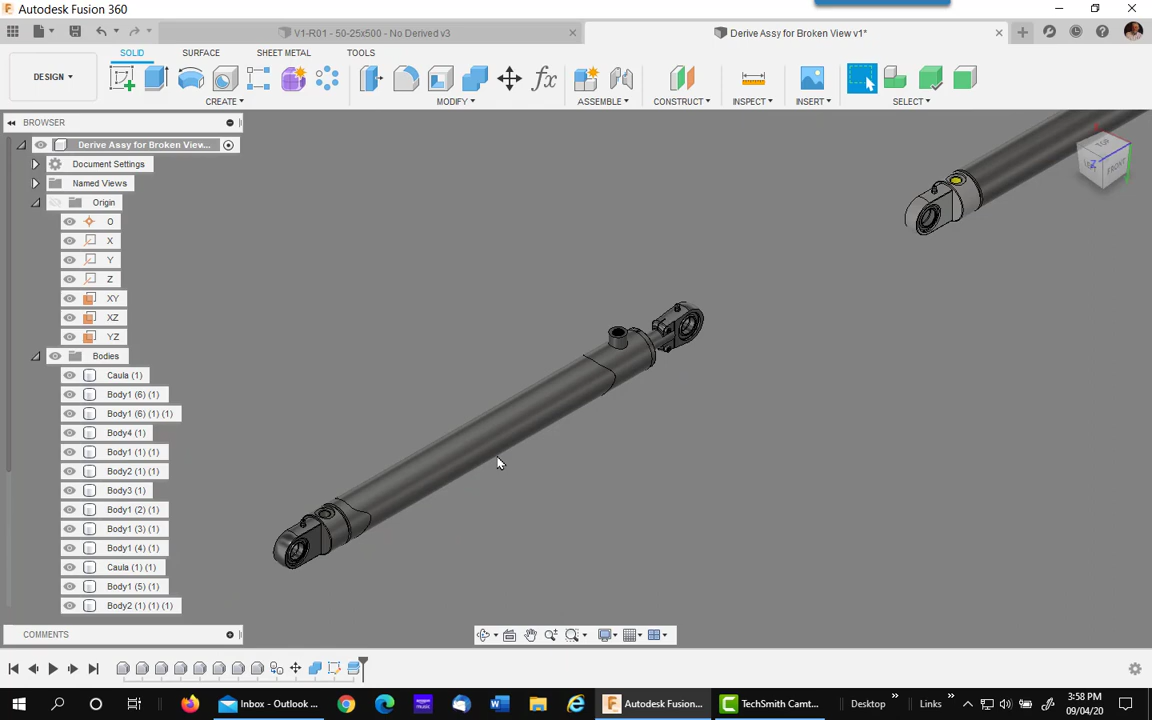 Autodesk Fusion 360
V1-R01 - 50-25x500 - No Derived v3
Derive Assy for Broken View v1*
DESIGN
SOLID
SURFACE
SHEET METAL
TOOLS
CREATE
MODIFY
fx
ASSEMBLE
CONSTRUCT
INSPECT
INSERT
SELECT
BROWSER
Derive Assy for Broken View...
Document Settings
Named Views
Origin
O
X
Y
Z
XY
XZ
YZ
Bodies
Caula (1)
Body1 (6) (1)
Body1 (6) (1) (1)
Body4 (1)
Body1 (1) (1)
Body2 (1) (1)
Body3 (1)
Body1 (2) (1)
Body1 (3) (1)
Body1 (4) (1)
Caula (1) (1)
Body1 (5) (1)
Body2 (1) (1) (1)
TOP
FRONT
Z
COMMENTS
Inbox - Outlook ...
Autodesk Fusion...
TechSmith Camt...
Desktop
Links
3:58 PM
09/04/20